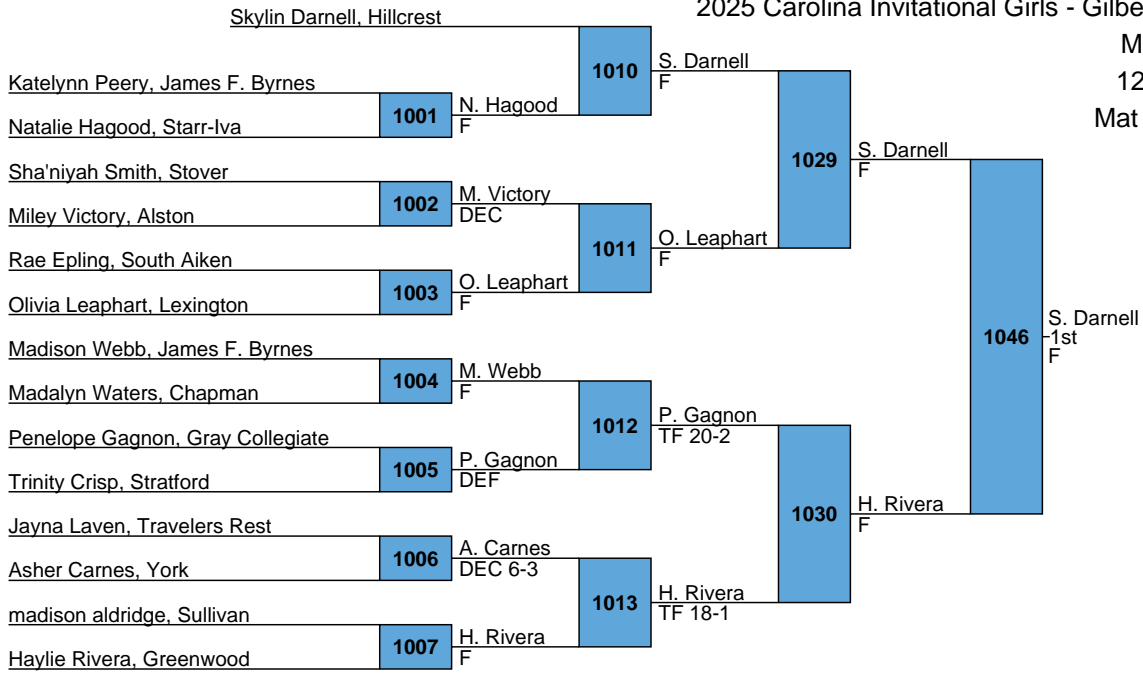 2025 Carolina Invitational Girls - Gilbe
M
12
Mat
Skylin Darnell, Hillcrest
1010
S. Darnell
F
Katelynn Peery, James F. Byrnes
1001
N. Hagood
F
Natalie Hagood, Starr-Iva
1029
S. Darnell
F
Sha'niyah Smith, Stover
1002
M. Victory
DEC
Miley Victory, Alston
1011
O. Leaphart
F
Rae Epling, South Aiken
1003
O. Leaphart
F
Olivia Leaphart, Lexington
1046
S. Darnell
1st
F
Madison Webb, James F. Byrnes
1004
M. Webb
F
Madalyn Waters, Chapman
1012
P. Gagnon
TF 20-2
Penelope Gagnon, Gray Collegiate
1005
P. Gagnon
DEF
Trinity Crisp, Stratford
1030
H. Rivera
F
Jayna Laven, Travelers Rest
1006
A. Carnes
DEC 6-3
Asher Carnes, York
1013
H. Rivera
TF 18-1
madison aldridge, Sullivan
1007
H. Rivera
F
Haylie Rivera, Greenwood